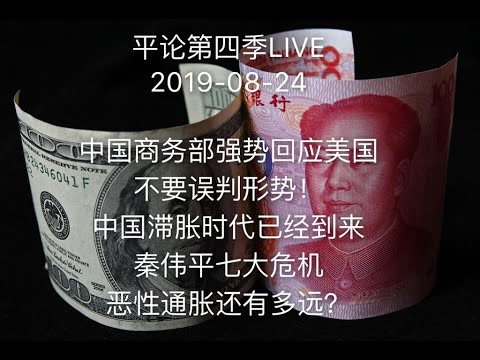 平论第四季LIVE
2019-08-24
中国商务部强势回应美国
不要误判形势!
中国滞胀时代已经到来
秦伟平七大危机
恶性通胀还有多远?
24346041 F
100